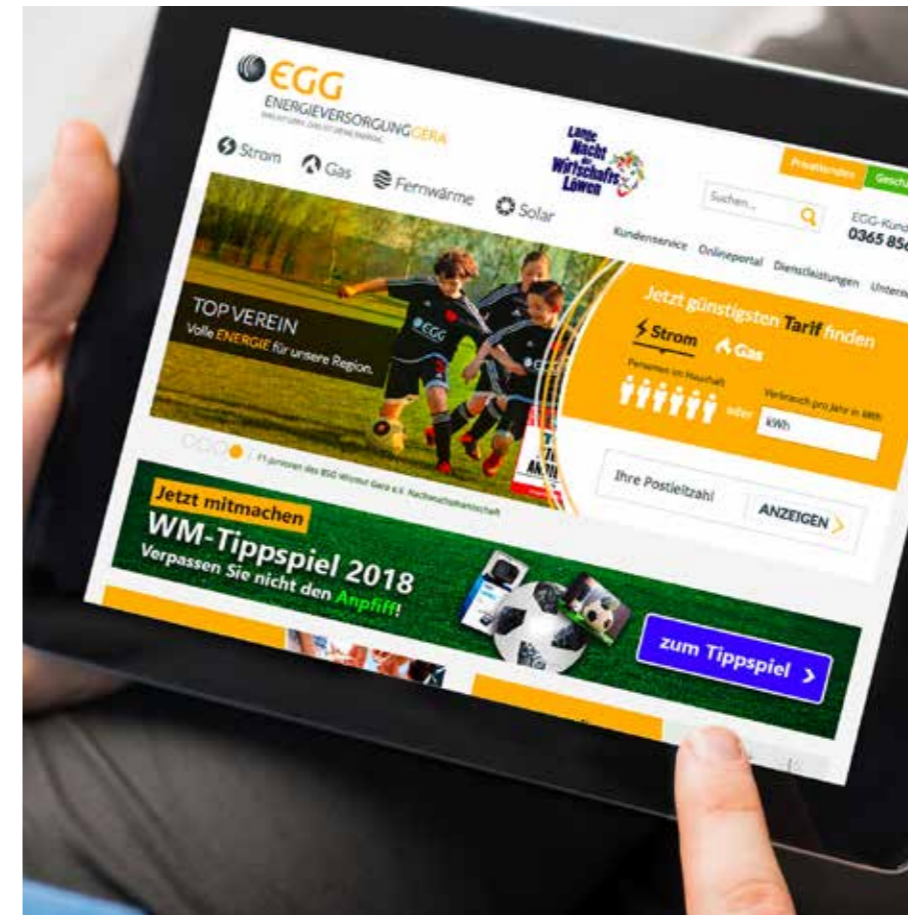 EGG
ENERGIEVERSORGUNGGERA
Lange
Nacht
der
Wirtschafts
Löwen
Privatkunden
Suchen...
0365 856
Strom Gas Fernwärme Solar
Kundenservice Onlineportal Dienstleistungen
TOP VEREIN
Volle ENERGIE für unsere Region.
EGG
EGG
Jetzt günstigsten Tarif finden
Strom Gas
Personen im Haushalt
oder
Verbrauch pro Jahr in kWh
kWh
Ihre Postleitzahl
ANZEIGEN
Jetzt mitmachen
WM-Tippspiel 2018
Verpassen Sie nicht den Anpfiff!
zum Tippspiel